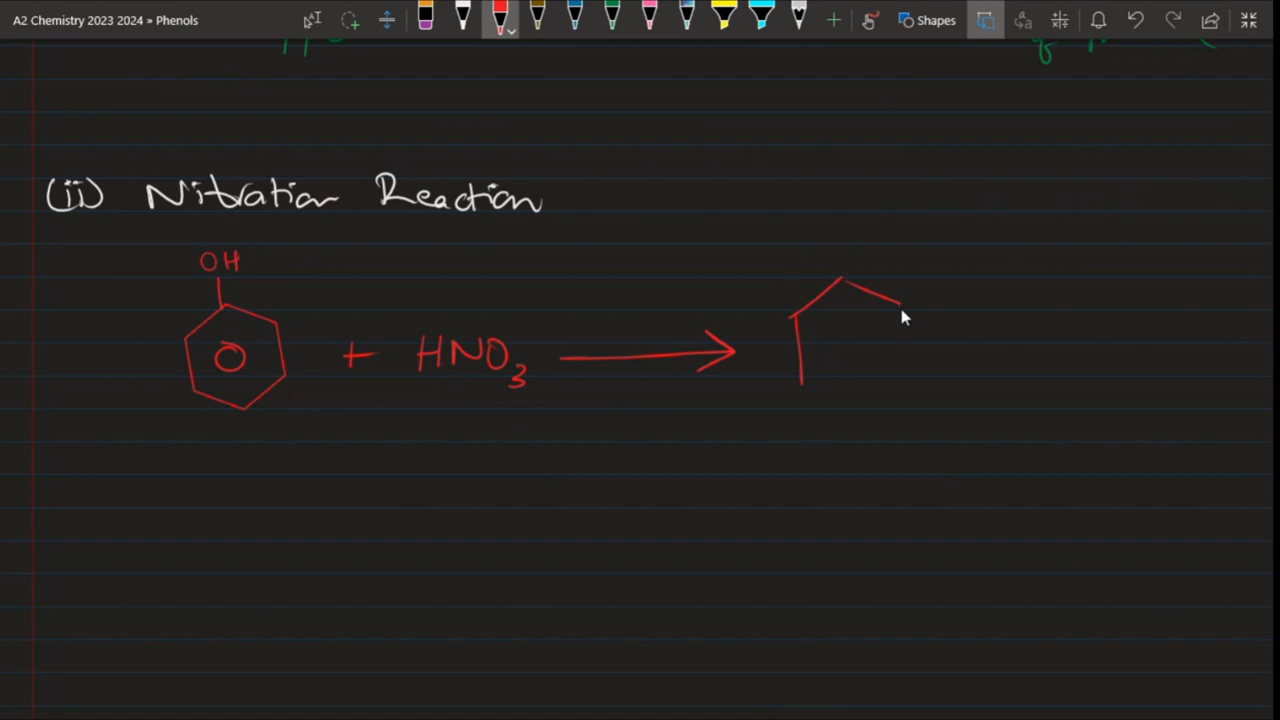 A2 Chemistry 2023 2024 » Phenols
Shapes
(ii) Nitration Reaction
OH
+ HNO3